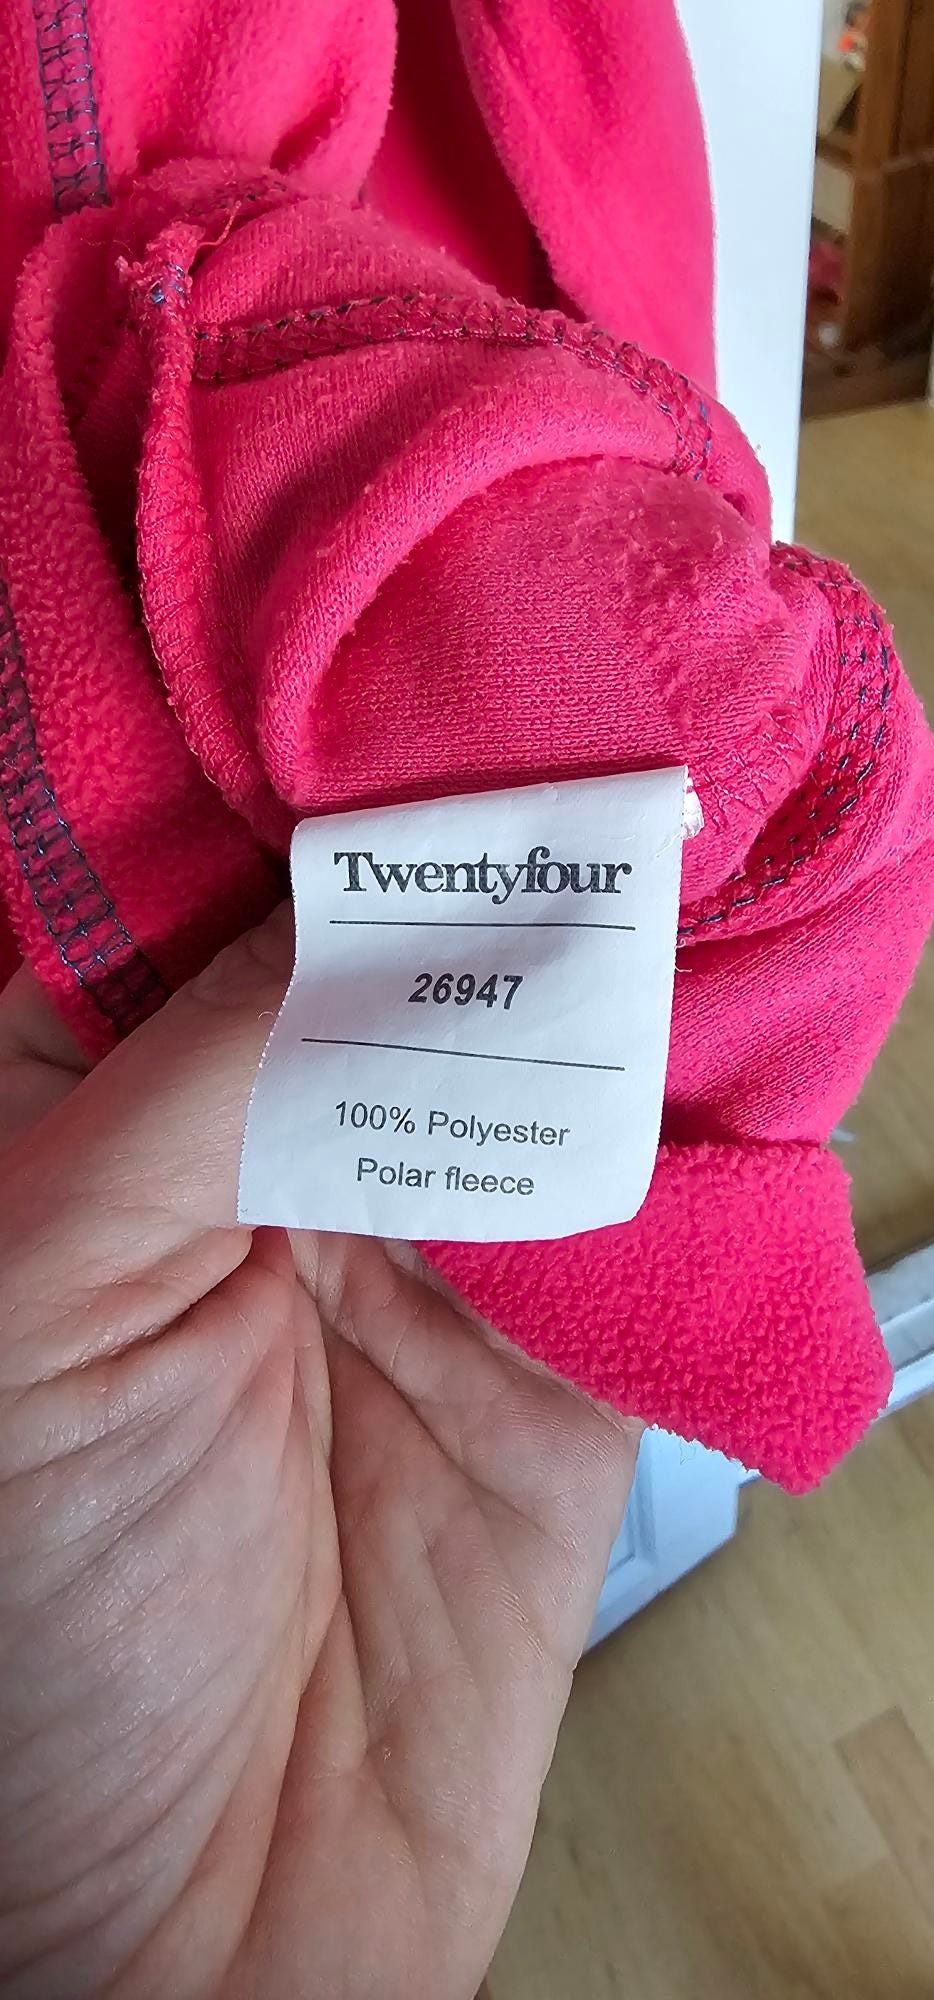 Twentyfour
26947
100% Polyester
Polar fleece